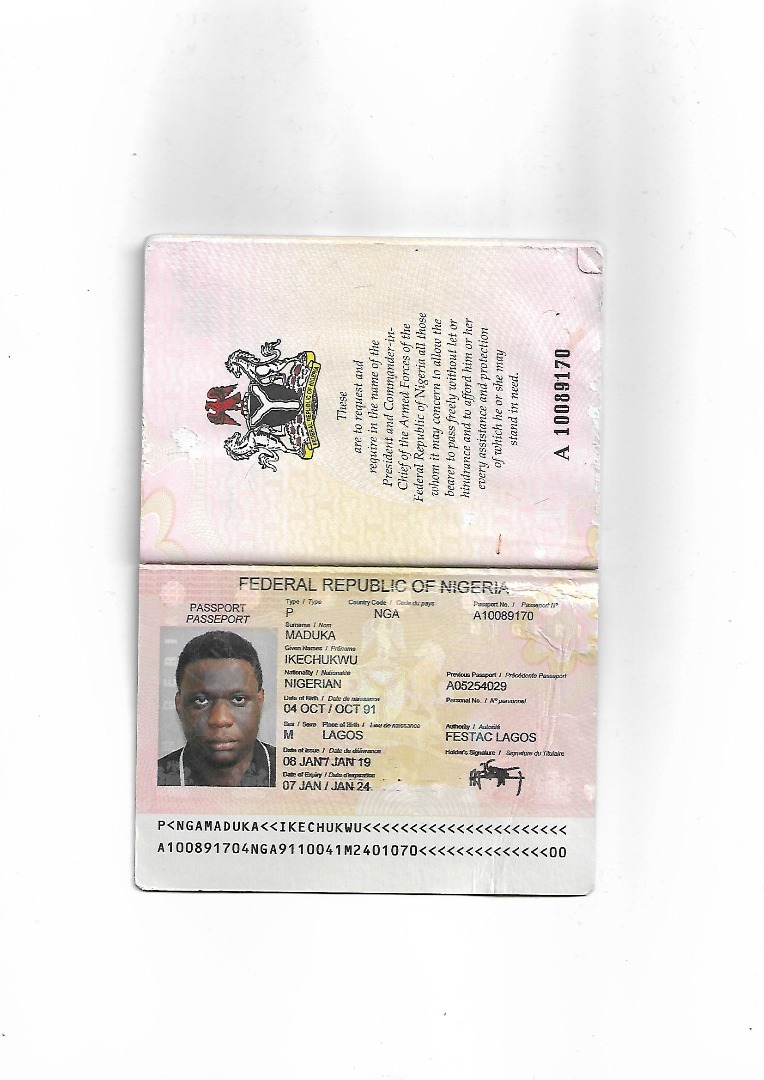 FEDERAL REPUBLIC OF NIGERIA
These
are to request and
require in the name of the
President and Commander-in-
Chief of the Armed Forces of the
Federal Republic of Nigeria all those
whom it may concern to allow the
bearer to pass freely without let or
hindrance and to afford him or her
every assistance and protection
of which he or she may
stand in need.
A 10089170
FEDERAL REPUBLIC OF NIGERIA
PASSPORT
PASSEPORT
Type / Type
P
Country Code / Code du pays
NGA
Passport No. / Passeport N°
A10089170
Surname / Nom
MADUKA
Given Names / Prénoms
IKECHUKWU
Nationality / Nationalité
NIGERIAN
Previous Passport / Précédente Passeport
A05254029
Date of Birth / Date de naissance
04 OCT / OCT 91
Personal No. / N° personnel
Sex / Sexe
M
Place of Birth / Lieu de naissance
LAGOS
Authority / Autorité
FESTAC LAGOS
Date of Issue / Date de délivrance
08 JAN / JAN 19
Holder's Signature / Signature du Titulaire
Date of Expiry / Date d'expiration
07 JAN / JAN 24
P<NGAMADUKA<<IKECHUKWU<<<<<<<<<<<<<<<<<<<<<<
A100891704NGA9110041M2401070<<<<<<<<<<<<<<00